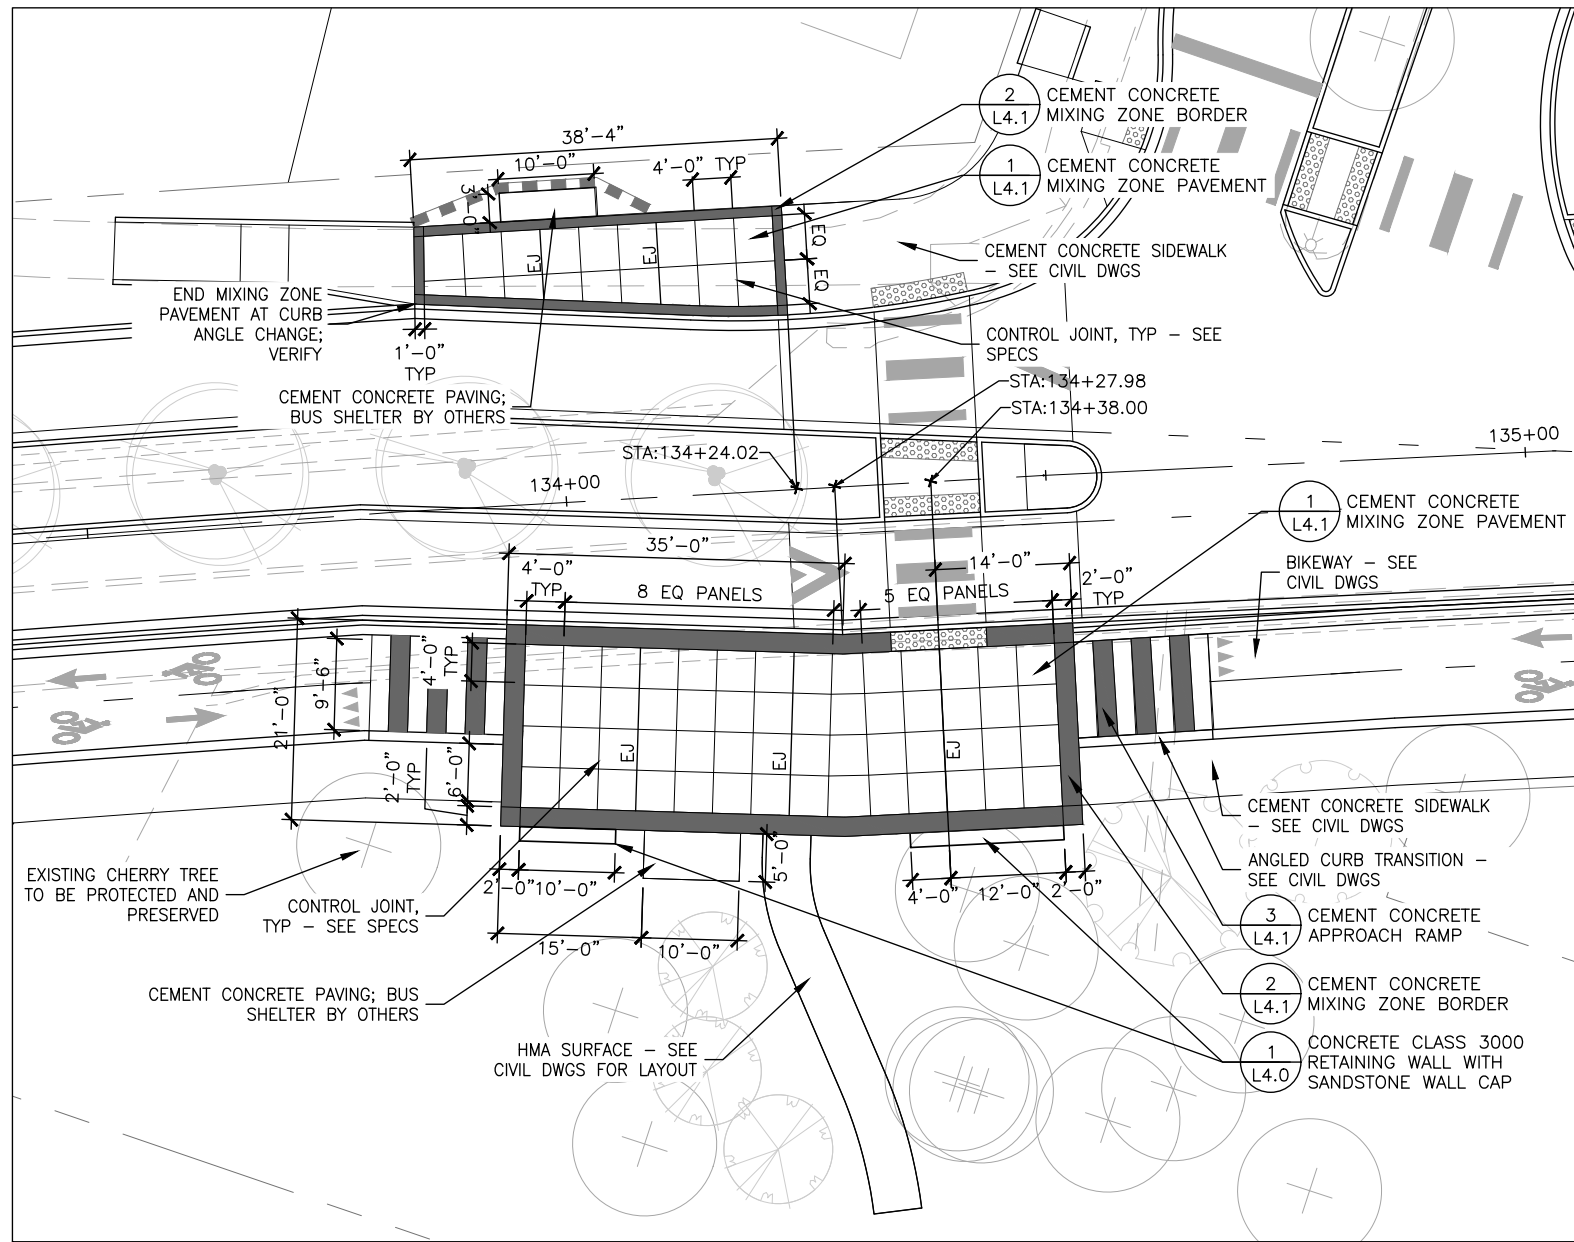 2
L4.1
CEMENT CONCRETE
MIXING ZONE BORDER
38'-4"
10'-0"
4'-0" TYP
1
L4.1
CEMENT CONCRETE
MIXING ZONE PAVEMENT
3'-0"
EQ
EQ
EJ
EJ
CEMENT CONCRETE SIDEWALK
- SEE CIVIL DWGS
END MIXING ZONE
PAVEMENT AT CURB
ANGLE CHANGE;
VERIFY
1'-0"
TYP
CONTROL JOINT, TYP - SEE
SPECS
CEMENT CONCRETE PAVING;
BUS SHELTER BY OTHERS
STA:134+27.98
STA:134+38.00
STA:134+24.02
134+00
135+00
1
L4.1
CEMENT CONCRETE
MIXING ZONE PAVEMENT
35'-0"
14'-0"
4'-0"
TYP
8 EQ PANELS
5 EQ PANELS
2'-0"
TYP
BIKEWAY - SEE
CIVIL DWGS
4'-0"
TYP
9'-6"
21'-0"
2'-0"
TYP
6'-0"
EJ
EJ
EJ
CEMENT CONCRETE SIDEWALK
- SEE CIVIL DWGS
ANGLED CURB TRANSITION -
SEE CIVIL DWGS
EXISTING CHERRY TREE
TO BE PROTECTED AND
PRESERVED
CONTROL JOINT,
TYP - SEE SPECS
2'-0"
10'-0"
5'-0"
4'-0"
12'-0"
2'-0"
15'-0"
10'-0"
3
L4.1
CEMENT CONCRETE
APPROACH RAMP
2
L4.1
CEMENT CONCRETE
MIXING ZONE BORDER
CEMENT CONCRETE PAVING; BUS
SHELTER BY OTHERS
HMA SURFACE - SEE
CIVIL DWGS FOR LAYOUT
1
L4.0
CONCRETE CLASS 3000
RETAINING WALL WITH
SANDSTONE WALL CAP